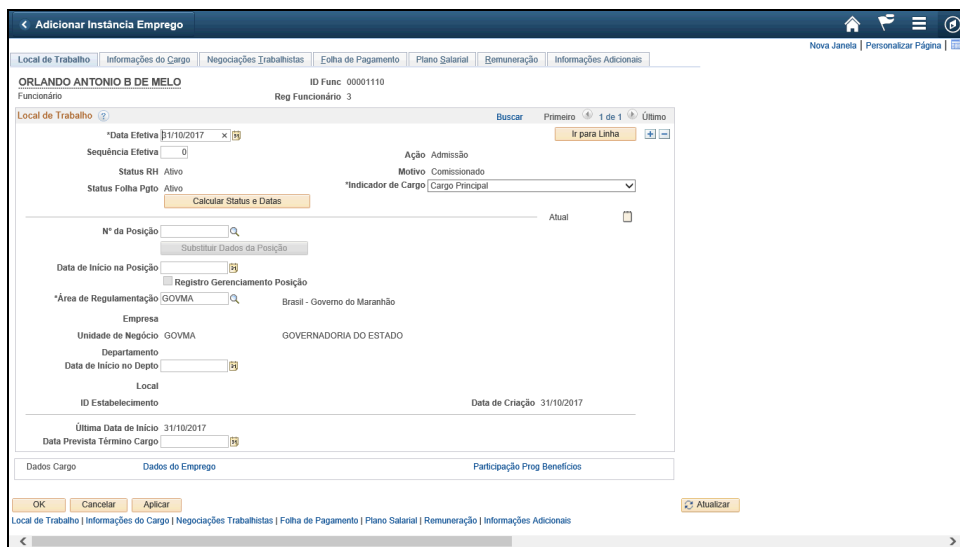 Adicionar Instância Emprego
Nova Janela | Personalizar Página |
Local de Trabalho Informações do Cargo Negociações Trabalhistas Folha de Pagamento Plano Salarial Remuneração Informações Adicionais
ORLANDO ANTONIO B DE MELO ID Func 00001110
Funcionário Reg Funcionário 3
Local de Trabalho ? Buscar Primeiro 1 de 1 Último
*Data Efetiva 31/10/2017 x 31 Ir para Linha + −
Sequência Efetiva 0 Ação Admissão
Status RH Ativo Motivo Comissionado
Status Folha Pgto Ativo *Indicador de Cargo Cargo Principal
Calcular Status e Datas
Atual
Nº da Posição
Substituir Dados da Posição
Data de Início na Posição 31
Registro Gerenciamento Posição
*Área de Regulamentação GOVMA Brasil - Governo do Maranhão
Empresa
Unidade de Negócio GOVMA GOVERNADORIA DO ESTADO
Departamento
Data de Início no Depto 31
Local
ID Estabelecimento Data de Criação 31/10/2017
Última Data de Início 31/10/2017
Data Prevista Término Cargo 31
Dados Cargo Dados do Emprego Participação Prog Benefícios
OK Cancelar Aplicar Atualizar
Local de Trabalho | Informações do Cargo | Negociações Trabalhistas | Folha de Pagamento | Plano Salarial | Remuneração | Informações Adicionais